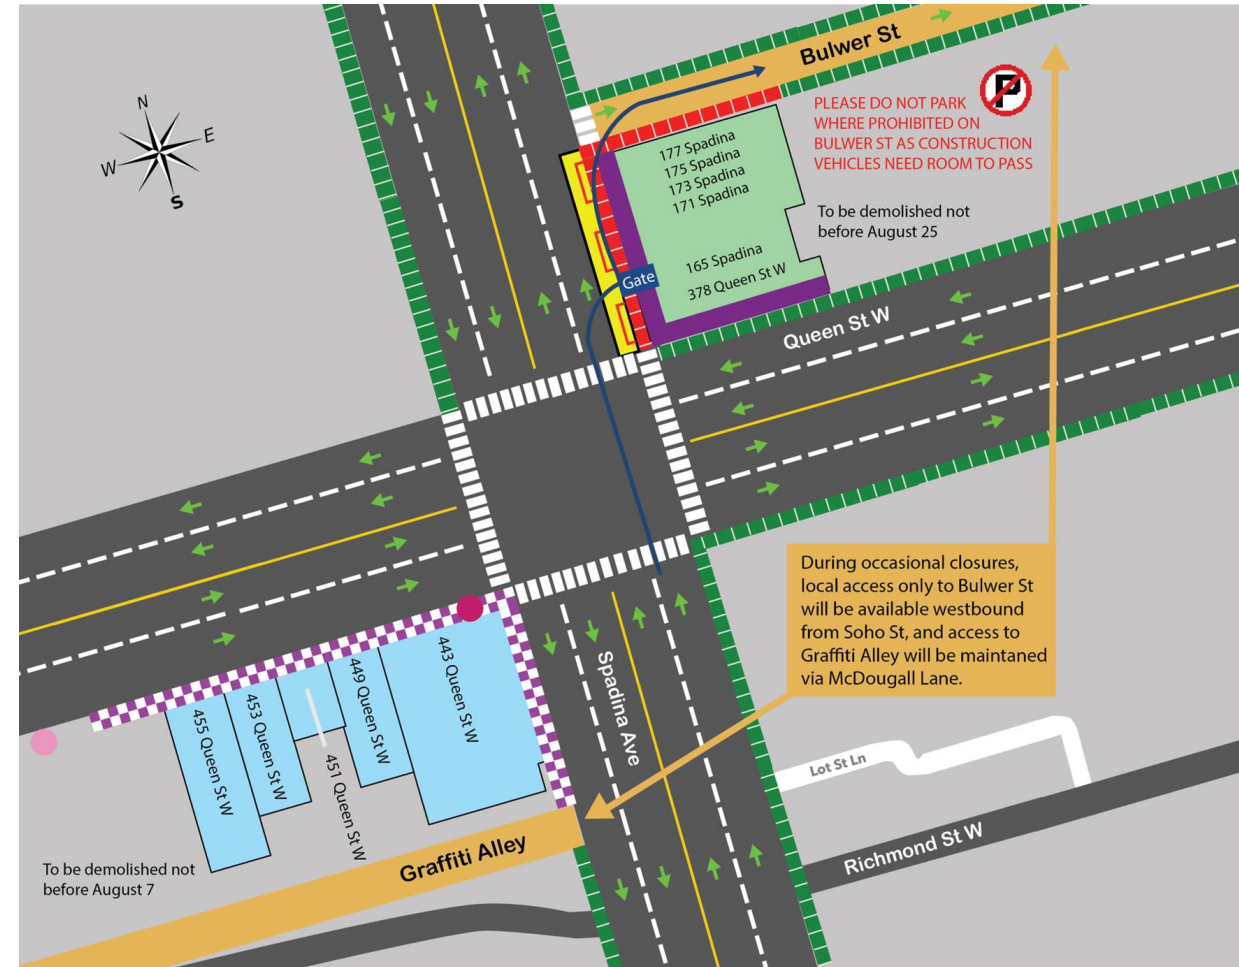 Bulwer St
N
E
W
S
P
PLEASE DO NOT PARK
WHERE PROHIBITED ON
BULWER ST AS CONSTRUCTION
VEHICLES NEED ROOM TO PASS
177 Spadina
175 Spadina
173 Spadina
171 Spadina
165 Spadina
378 Queen St W
To be demolished not
before August 25
Gate
Queen St W
During occasional closures,
local access only to Bulwer St
will be available westbound
from Soho St, and access to
Graffiti Alley will be maintaned
via McDougall Lane.
443 Queen St W
449 Queen St W
451 Queen St W
453 Queen St W
455 Queen St W
Spadina Ave
Lot St Ln
Richmond St W
Graffiti Alley
To be demolished not
before August 7